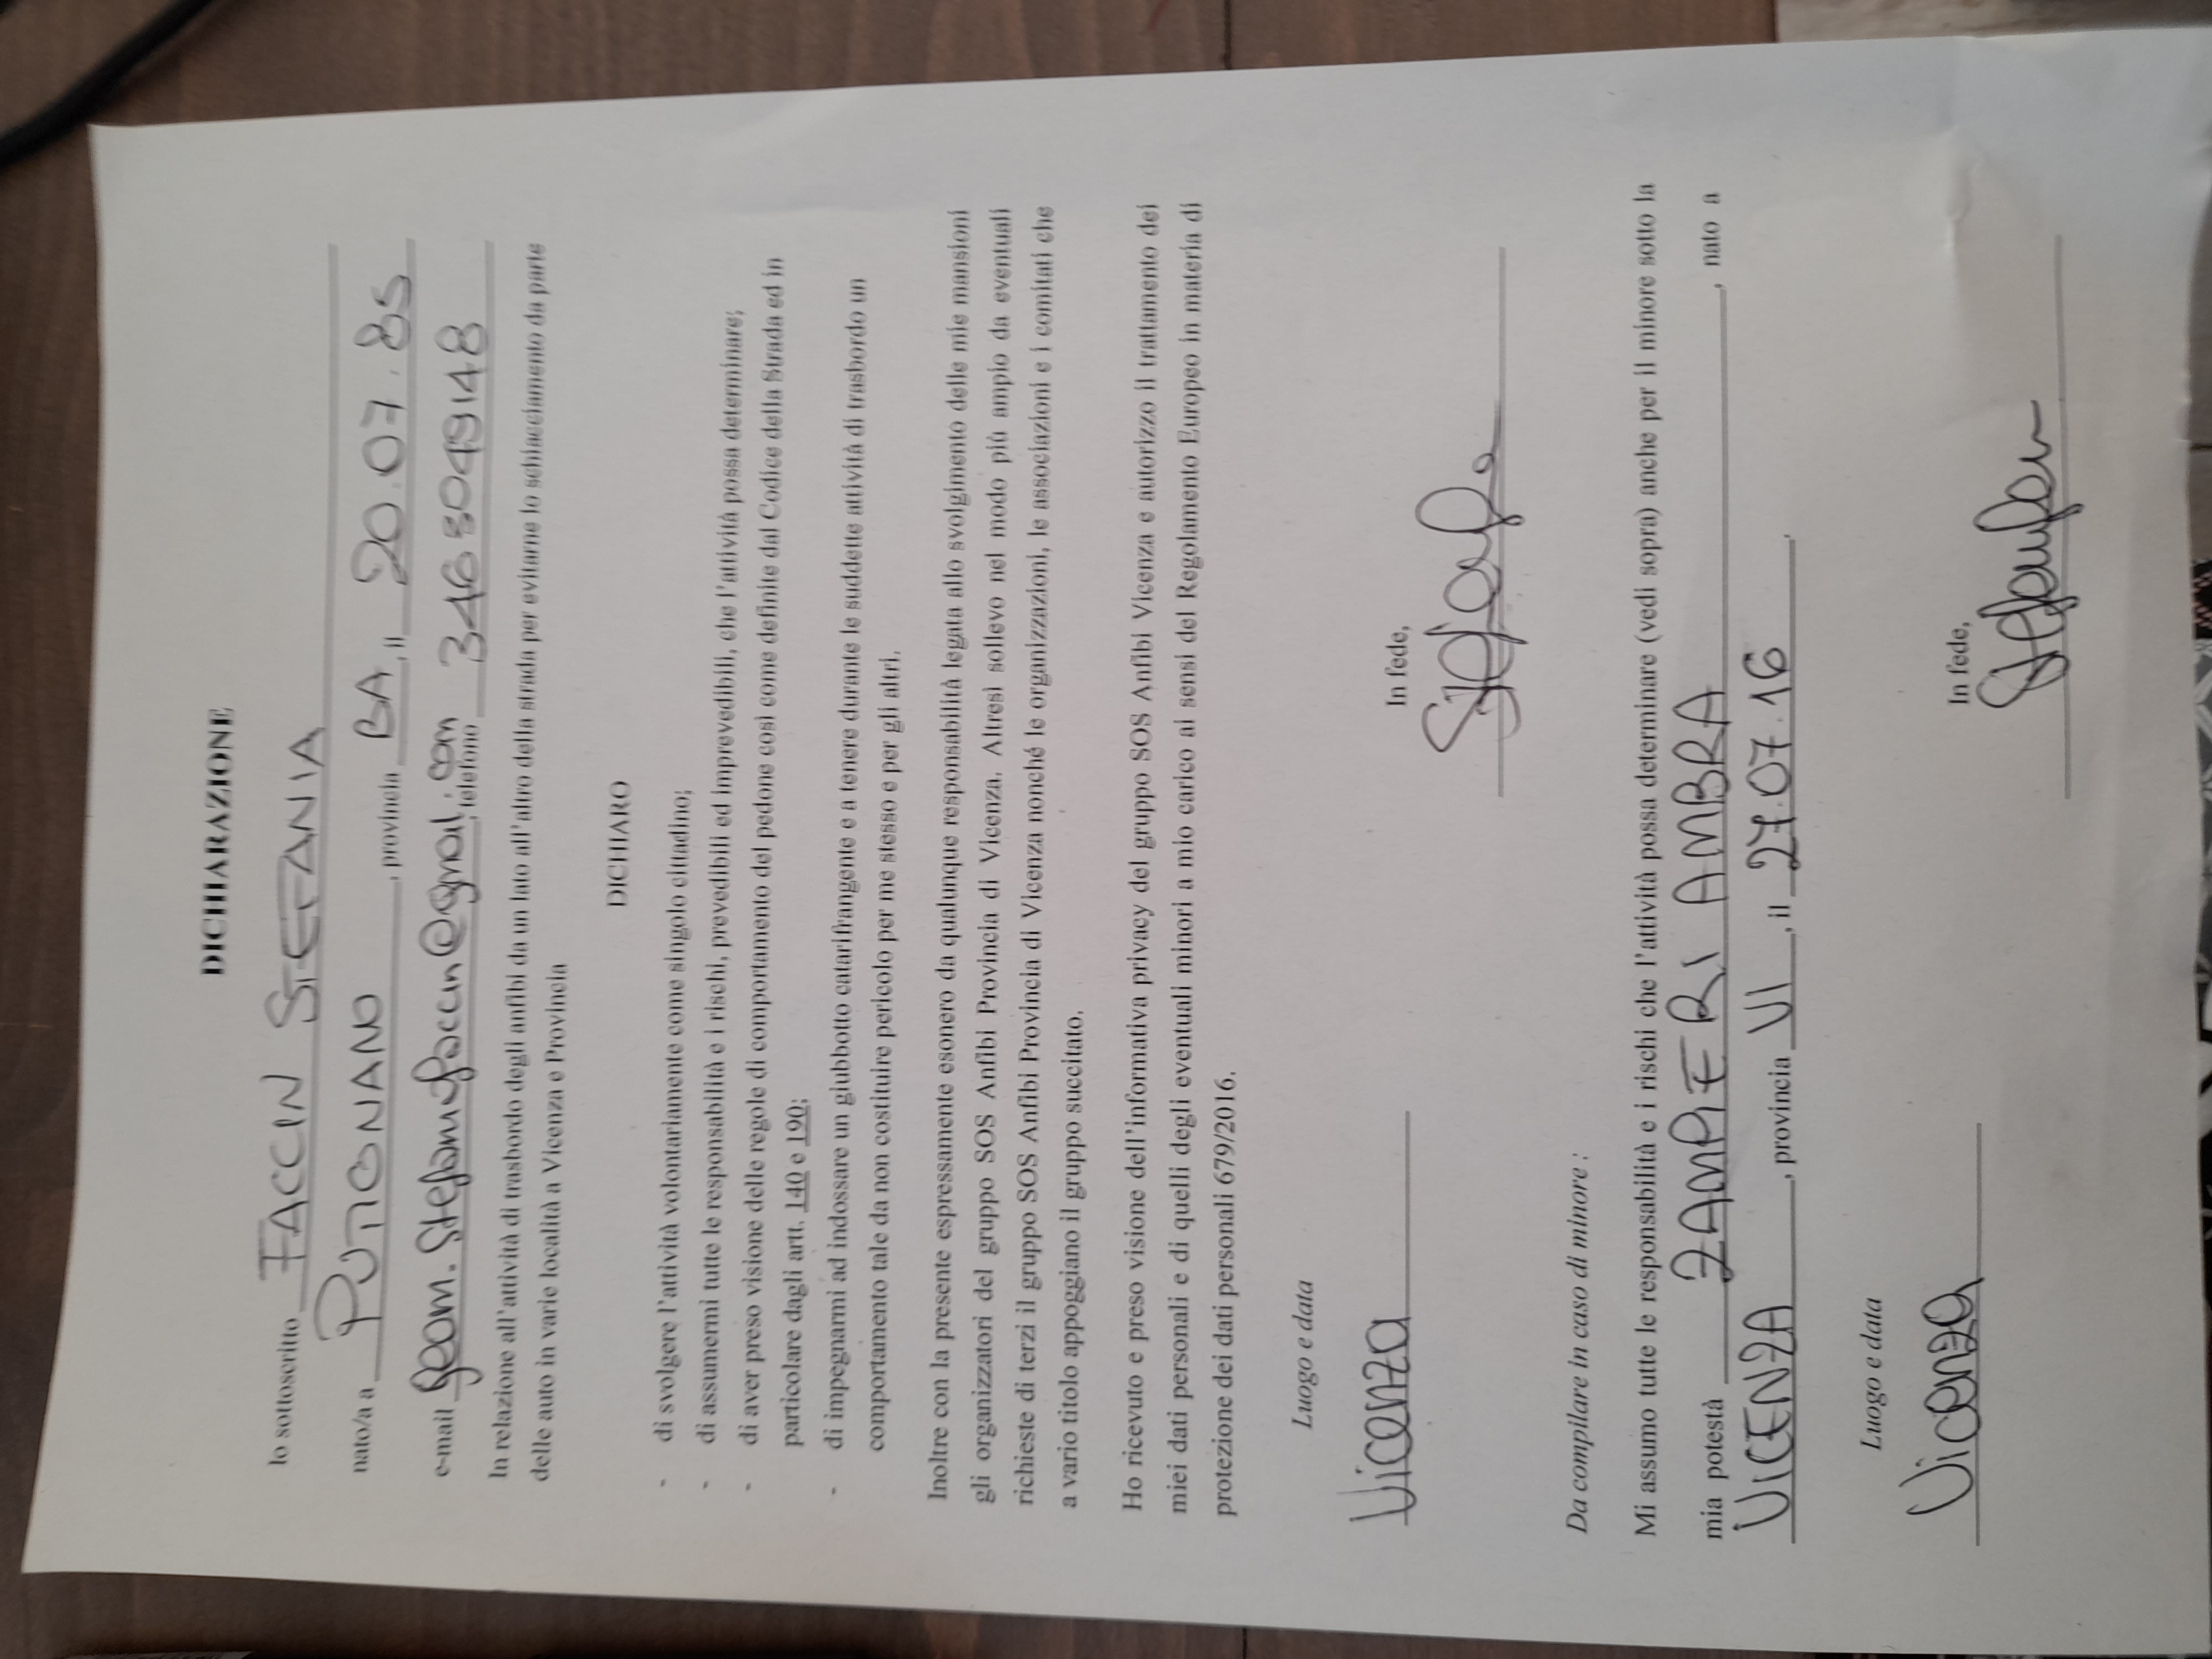 DICHIARAZIONE
Io sottoscritto FACCIN STEFANIA
nato/a a PUTIGNANO, provincia BA, il 20.07.85
e-mail geom.stefaniafaccin@gmail.com, telefono 3463049148
In relazione all'attività di trasbordo degli anfibi da un lato all'altro della strada per evitarne lo schiacciamento da parte
delle auto in varie località a Vicenza e Provincia
DICHIARO
- di svolgere l'attività volontariamente come singolo cittadino;
- di assumermi tutte le responsabilità e i rischi, prevedibili ed imprevedibili, che l'attività possa determinare;
- di aver preso visione delle regole di comportamento del pedone così come definite dal Codice della Strada ed in
particolare dagli artt. 140 e 190;
- di impegnarmi ad indossare un giubbotto catarifrangente e a tenere durante le suddette attività di trasbordo un
comportamento tale da non costituire pericolo per me stesso e per gli altri.
Inoltre con la presente espressamente esonero da qualunque responsabilità legata allo svolgimento delle mie mansioni
gli organizzatori del gruppo SOS Anfibi Provincia di Vicenza. Altresì sollevo nel modo più ampio da eventuali
richieste di terzi il gruppo SOS Anfibi Provincia di Vicenza nonché le organizzazioni, le associazioni e i comitati che
a vario titolo appoggiano il gruppo succitato.
Ho ricevuto e preso visione dell'informativa privacy del gruppo SOS Anfibi Vicenza e autorizzo il trattamento dei
miei dati personali e di quelli degli eventuali minori a mio carico ai sensi del Regolamento Europeo in materia di
protezione dei dati personali 679/2016.
Luogo e data
Vicenza
In fede,
Da compilare in caso di minore :
Mi assumo tutte le responsabilità e i rischi che l'attività possa determinare (vedi sopra) anche per il minore sotto la
mia potestà ZAMPIERI AMBRA, nato a
VICENZA, provincia VI, il 27.07.16.
Luogo e data
Vicenza
In fede,